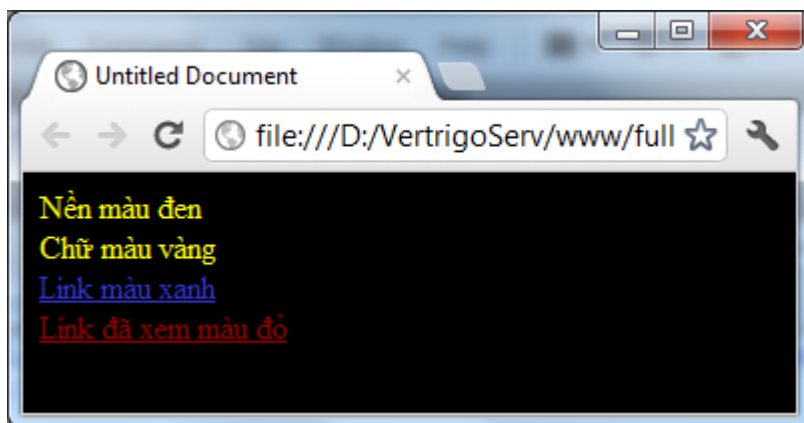 Untitled Document
file:///D:/VertrigoServ/www/full
Nền màu đen
Chữ màu vàng
Link màu xanh
Link đã xem màu đỏ